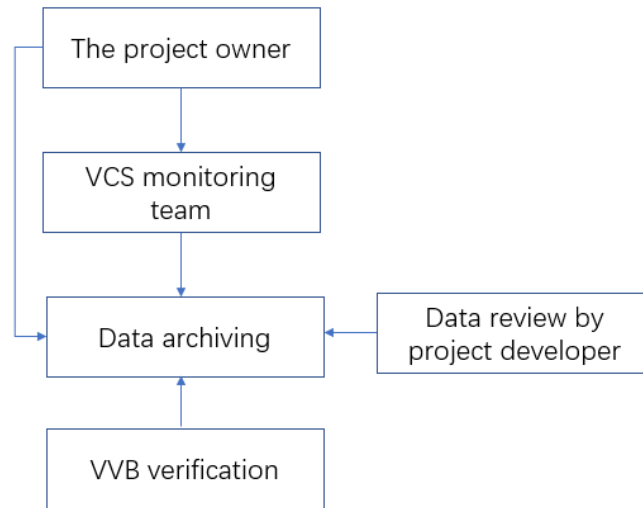 The project owner
VCS monitoring
team
Data archiving
Data review by
project developer
VVB verification